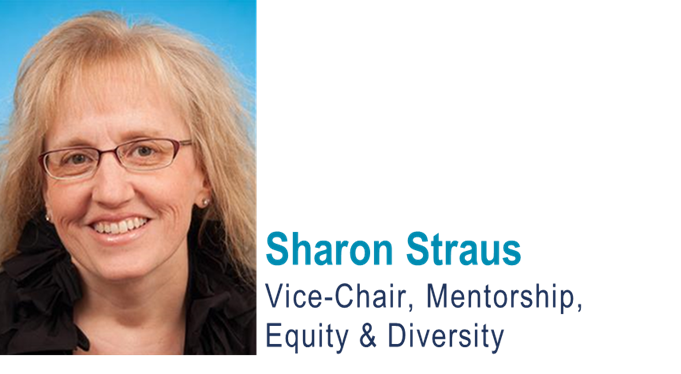 Sharon Straus
Vice-Chair, Mentorship,
Equity & Diversity